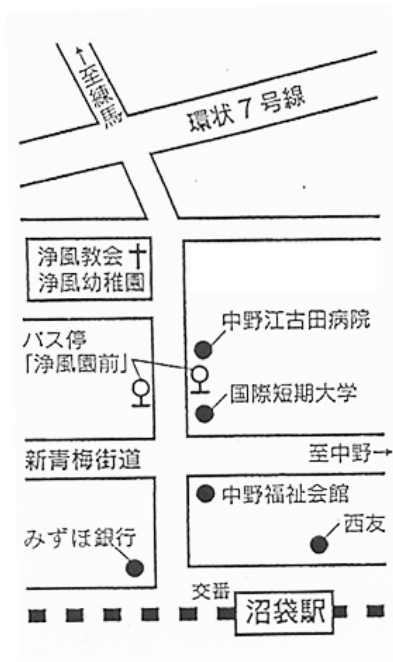 ↑至練馬
環状7号線
浄風教会
浄風幼稚園
バス停
「浄風園前」
中野江古田病院
国際短期大学
新青梅街道
至中野→
中野福祉会館
みずほ銀行
西友
交番
沼袋駅